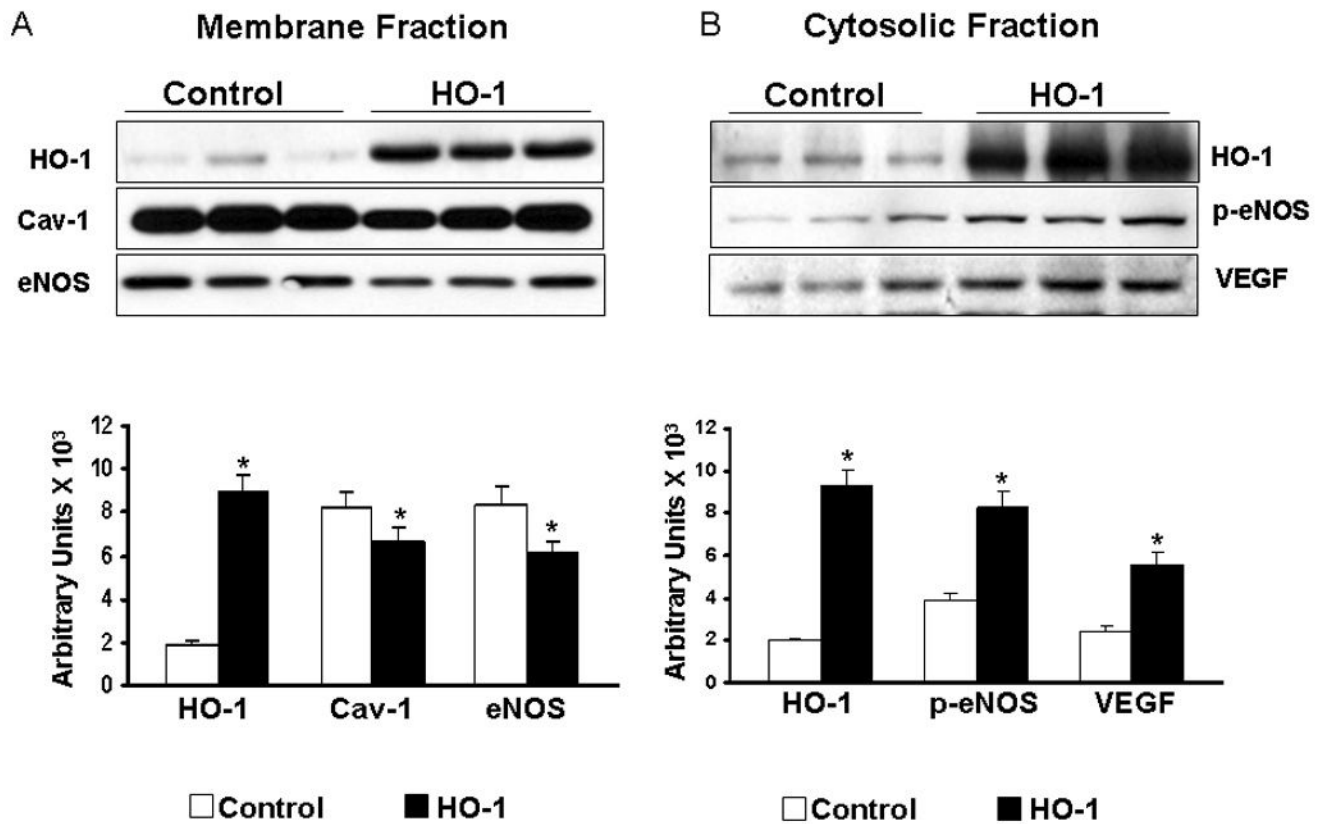 A Membrane Fraction
Control HO-1
HO-1
Cav-1
eNOS
B Cytosolic Fraction
Control HO-1
HO-1
p-eNOS
VEGF
Arbitrary Units X 10³
12
10
8
6
4
2
0
* * *
HO-1 Cav-1 eNOS
Control HO-1
Arbitrary Units X 10³
12
10
8
6
4
2
0
* * *
HO-1 p-eNOS VEGF
Control HO-1